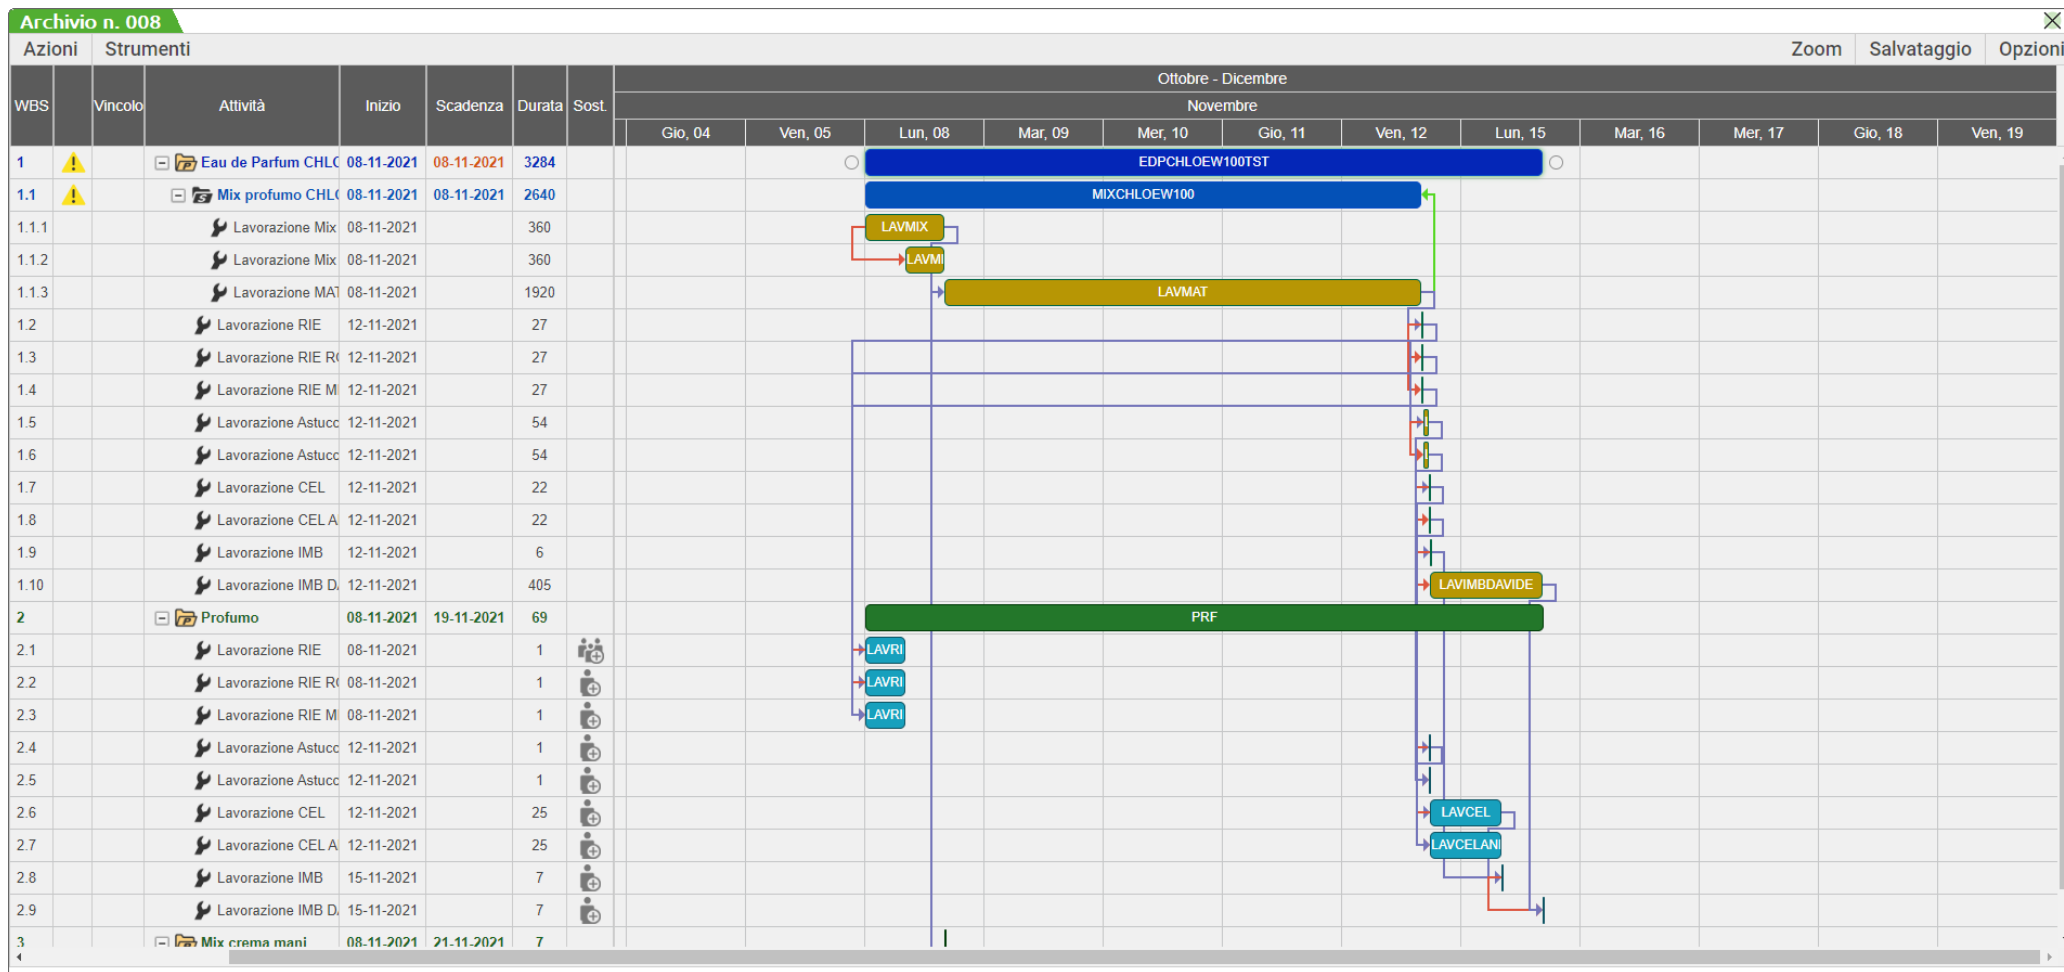 Archivio n. 008
Azioni Strumenti Zoom Salvataggio Opzioni
Ottobre - Dicembre
WBS Vincolo Attività Inizio Scadenza Durata Sost. Novembre
Gio, 04 Ven, 05 Lun, 08 Mar, 09 Mer, 10 Gio, 11 Ven, 12 Lun, 15 Mar, 16 Mer, 17 Gio, 18 Ven, 19
1 Eau de Parfum CHLO 08-11-2021 08-11-2021 3284 EDPCHLOEW100TST
1.1 Mix profumo CHLO 08-11-2021 08-11-2021 2640 MIXCHLOEW100
1.1.1 Lavorazione Mix 08-11-2021 360 LAVMIX
1.1.2 Lavorazione Mix 08-11-2021 360 LAVMI
1.1.3 Lavorazione MAT 08-11-2021 1920 LAVMAT
1.2 Lavorazione RIE 12-11-2021 27
1.3 Lavorazione RIE R 12-11-2021 27
1.4 Lavorazione RIE MI 12-11-2021 27
1.5 Lavorazione Astucc 12-11-2021 54
1.6 Lavorazione Astucc 12-11-2021 54
1.7 Lavorazione CEL 12-11-2021 22
1.8 Lavorazione CEL A 12-11-2021 22
1.9 Lavorazione IMB 12-11-2021 6
1.10 Lavorazione IMB D 12-11-2021 405 LAVIMBDAVIDE
2 Profumo 08-11-2021 19-11-2021 69 PRF
2.1 Lavorazione RIE 08-11-2021 1 LAVRI
2.2 Lavorazione RIE R 08-11-2021 1 LAVRI
2.3 Lavorazione RIE MI 08-11-2021 1 LAVRI
2.4 Lavorazione Astucc 12-11-2021 1
2.5 Lavorazione Astucc 12-11-2021 1
2.6 Lavorazione CEL 12-11-2021 25 LAVCEL
2.7 Lavorazione CEL A 12-11-2021 25 LAVCELANI
2.8 Lavorazione IMB 15-11-2021 7
2.9 Lavorazione IMB D 15-11-2021 7
3 Mix crema mani 08-11-2021 21-11-2021 7